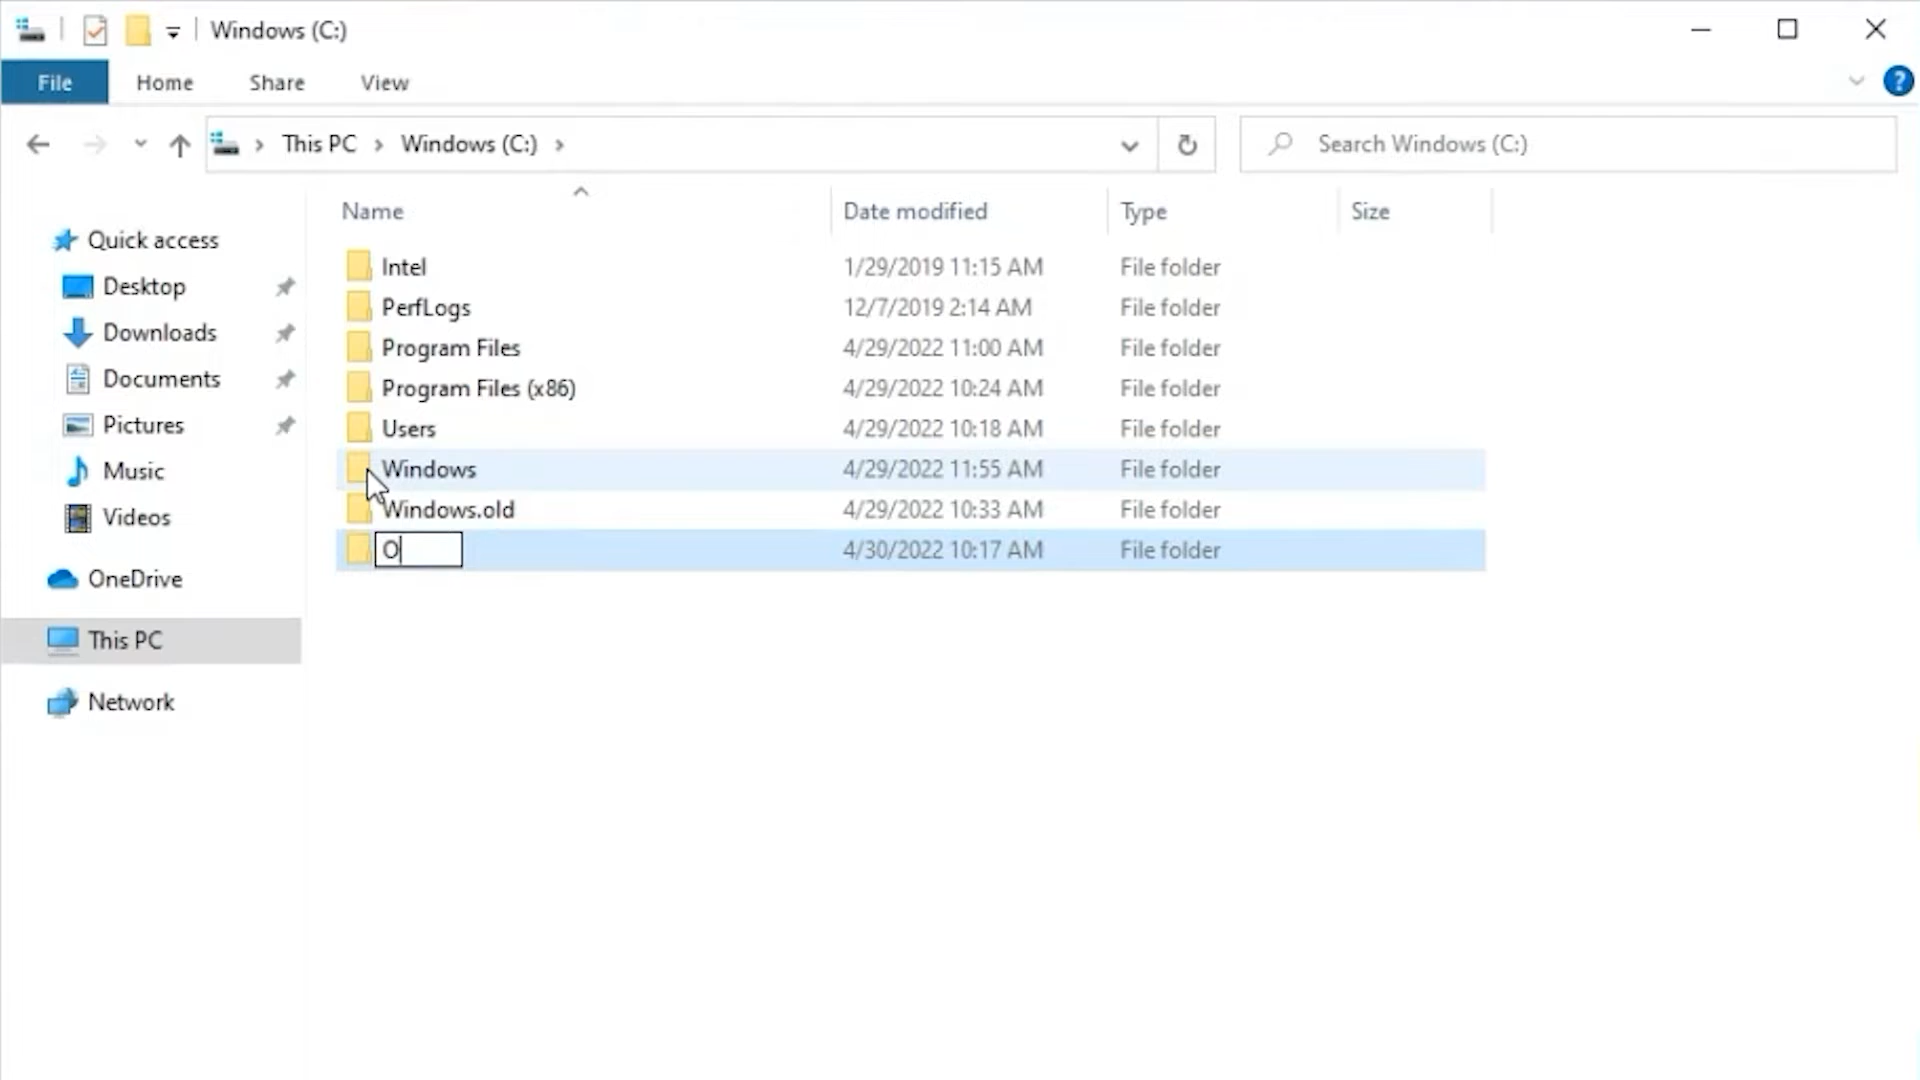 Windows (C:)
File Home Share View
?
This PC Windows (C:)
Search Windows (C:)
Name Date modified Type Size
Quick access
Desktop
Downloads
Documents
Pictures
Music
Videos
OneDrive
This PC
Network
Intel 1/29/2019 11:15 AM File folder
PerfLogs 12/7/2019 2:14 AM File folder
Program Files 4/29/2022 11:00 AM File folder
Program Files (x86) 4/29/2022 10:24 AM File folder
Users 4/29/2022 10:18 AM File folder
Windows 4/29/2022 11:55 AM File folder
Windows.old 4/29/2022 10:33 AM File folder
O 4/30/2022 10:17 AM File folder